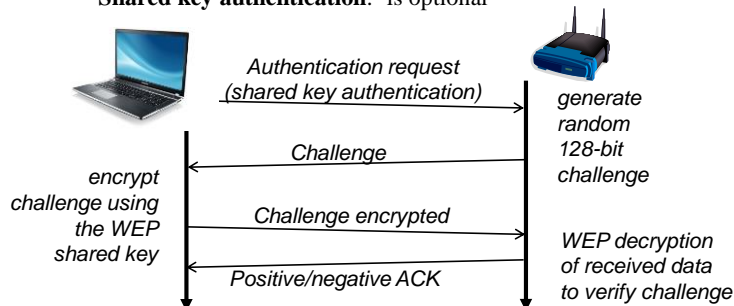 Shared key authentication: is optional
Authentication request
(shared key authentication)
generate
random
128-bit
challenge
Challenge
encrypt
challenge using
the WEP
shared key
Challenge encrypted
WEP decryption
of received data
to verify challenge
Positive/negative ACK